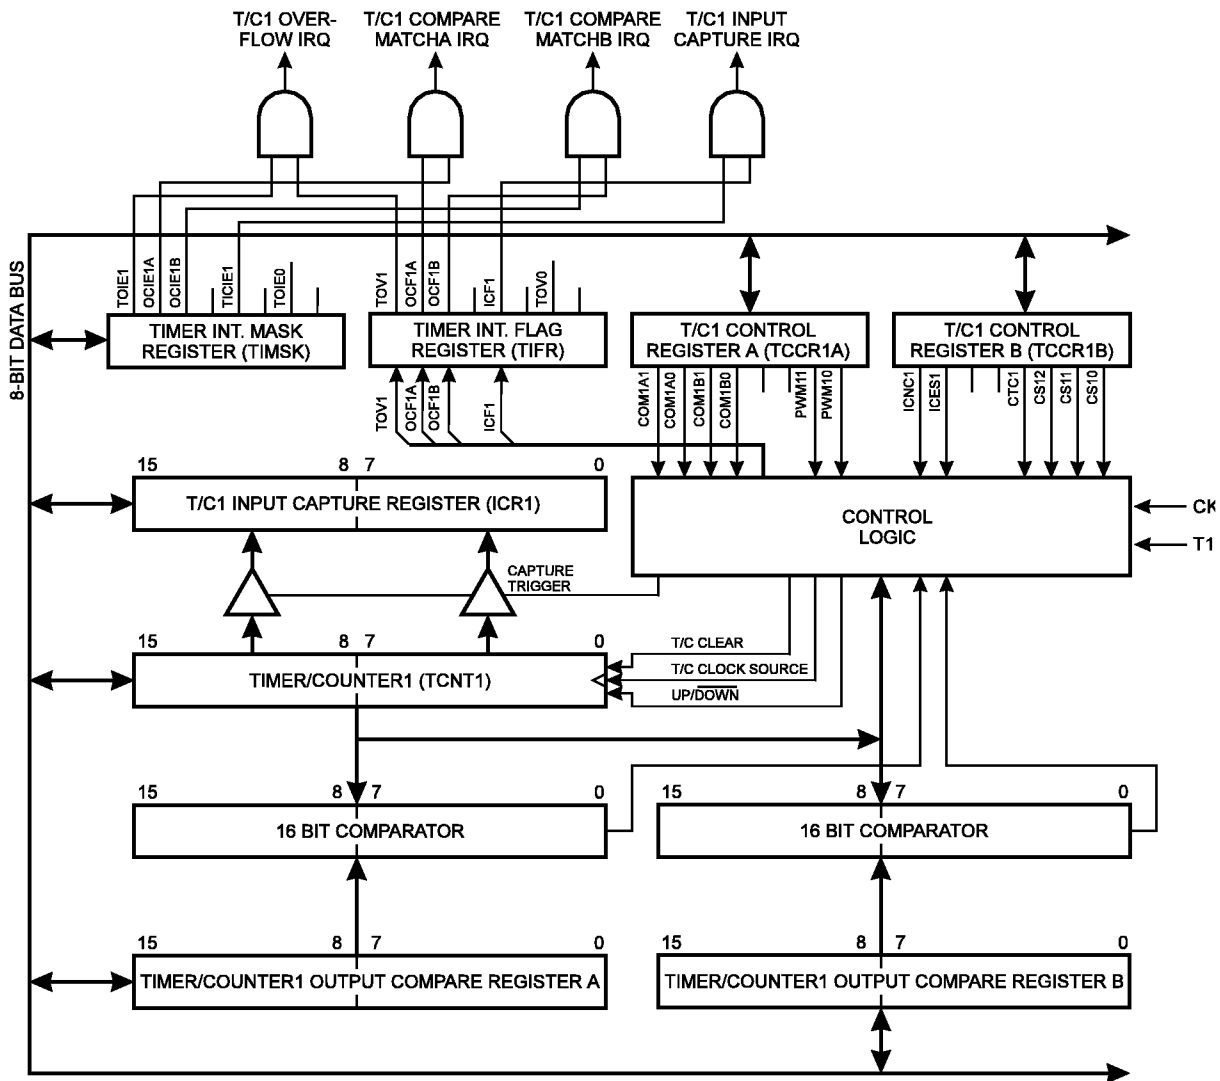 T/C1 OVER-
FLOW IRQ
T/C1 COMPARE
MATCHA IRQ
T/C1 COMPARE
MATCHB IRQ
T/C1 INPUT
CAPTURE IRQ
8-BIT DATA BUS
TOIE1
OCIE1A
OCIE1B
TICIE1
TOIE0
TOV1
OCF1A
OCF1B
ICF1
TOV0
TIMER INT. MASK
REGISTER (TIMSK)
TIMER INT. FLAG
REGISTER (TIFR)
T/C1 CONTROL
REGISTER A (TCCR1A)
T/C1 CONTROL
REGISTER B (TCCR1B)
TOV1
OCF1A
OCF1B
ICF1
COM1A1
COM1A0
COM1B1
COM1B0
PWM11
PWM10
ICNC1
ICES1
CTC1
CS12
CS11
CS10
15 8 7 0
T/C1 INPUT CAPTURE REGISTER (ICR1)
CONTROL
LOGIC
CK
T1
CAPTURE
TRIGGER
15 8 7 0
TIMER/COUNTER1 (TCNT1)
T/C CLEAR
T/C CLOCK SOURCE
UP/DOWN
15 8 7 0
16 BIT COMPARATOR
15 8 7 0
16 BIT COMPARATOR
15 8 7 0
TIMER/COUNTER1 OUTPUT COMPARE REGISTER A
15 8 7 0
TIMER/COUNTER1 OUTPUT COMPARE REGISTER B